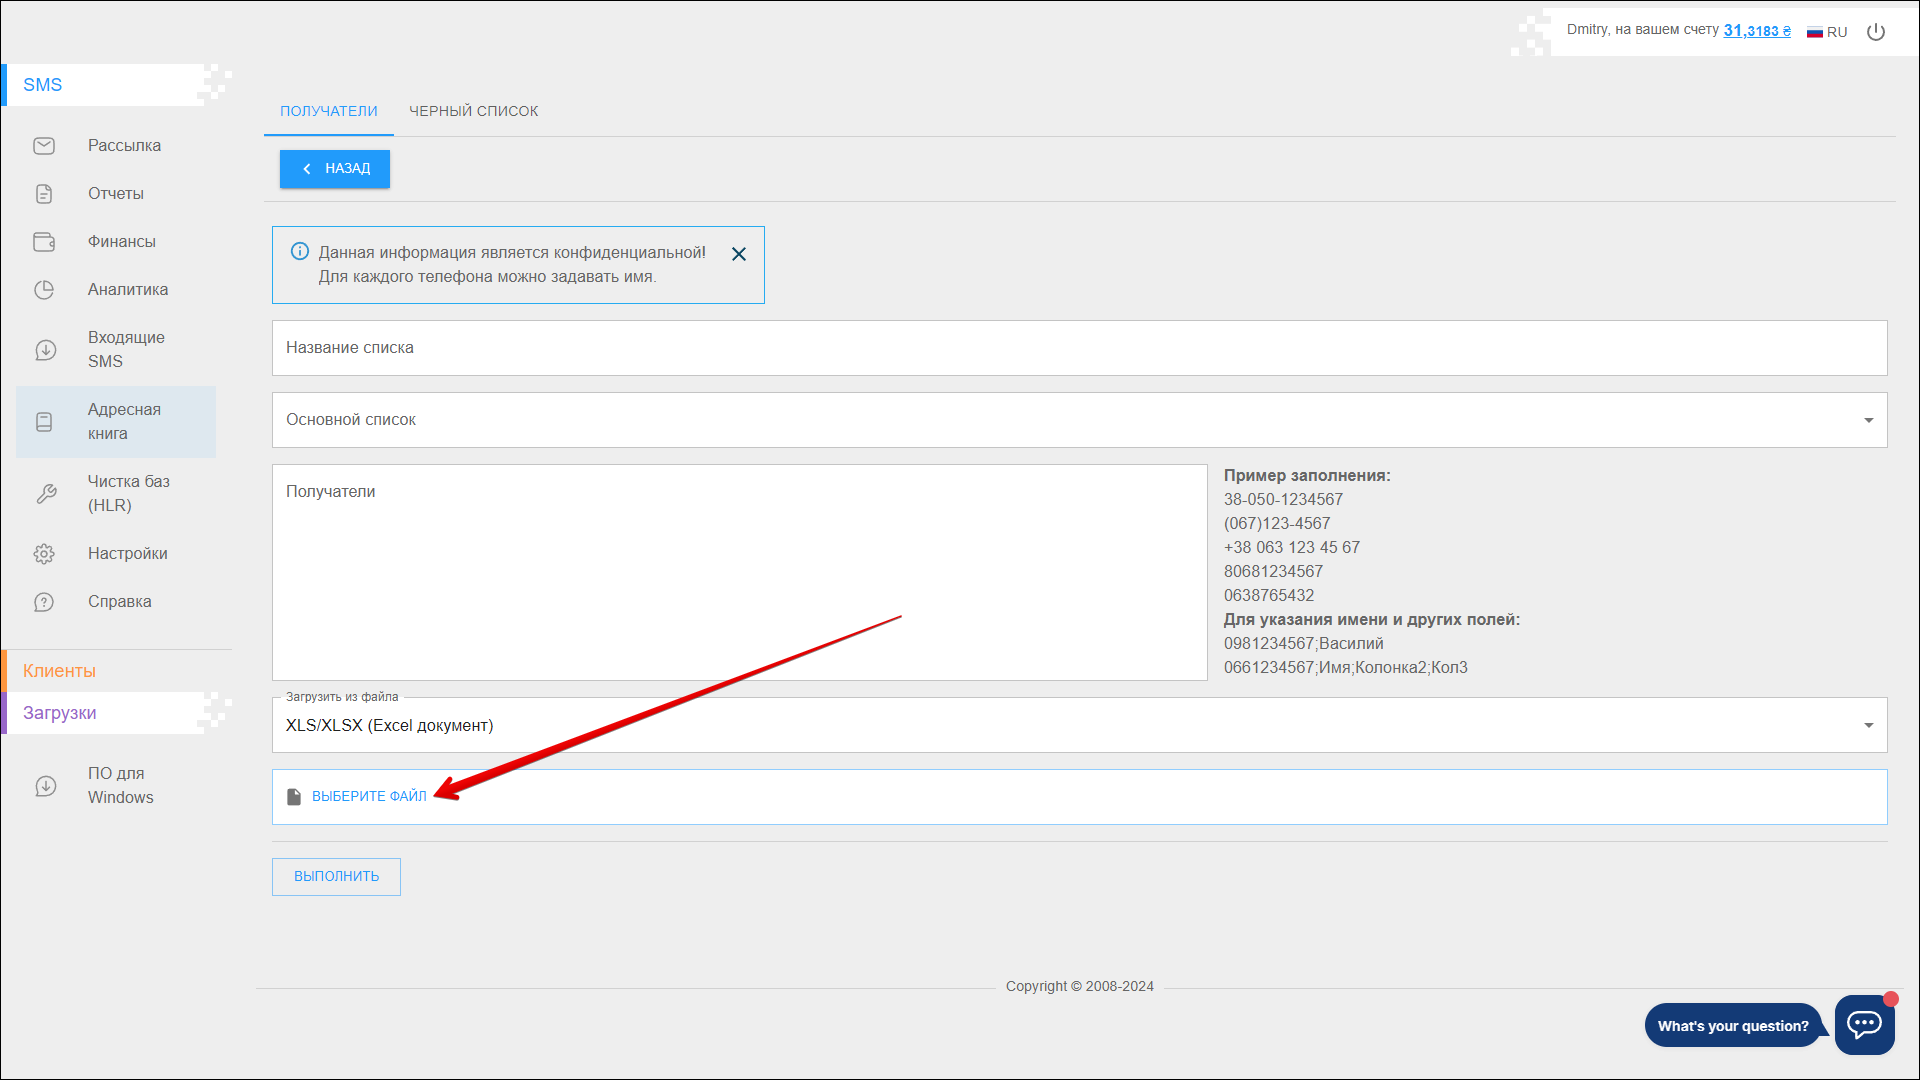 Dmitry, на вашем счету 31,3183 ₴ RU
SMS
Рассылка
Отчеты
Финансы
Аналитика
Входящие
SMS
Адресная
книга
Чистка баз
(HLR)
Настройки
Справка
Клиенты
Загрузки
ПО для
Windows
ПОЛУЧАТЕЛИ ЧЕРНЫЙ СПИСОК
НАЗАД
Данная информация является конфиденциальной!
Для каждого телефона можно задавать имя.
Название списка
Основной список
Получатели
Пример заполнения:
38-050-1234567
(067)123-4567
+38 063 123 45 67
80681234567
0638765432
Для указания имени и других полей:
0981234567;Василий
0661234567;Имя;Колонка2;Кол3
Загрузить из файла
XLS/XLSX (Excel документ)
ВЫБЕРИТЕ ФАЙЛ
ВЫПОЛНИТЬ
Copyright © 2008-2024
What's your question?